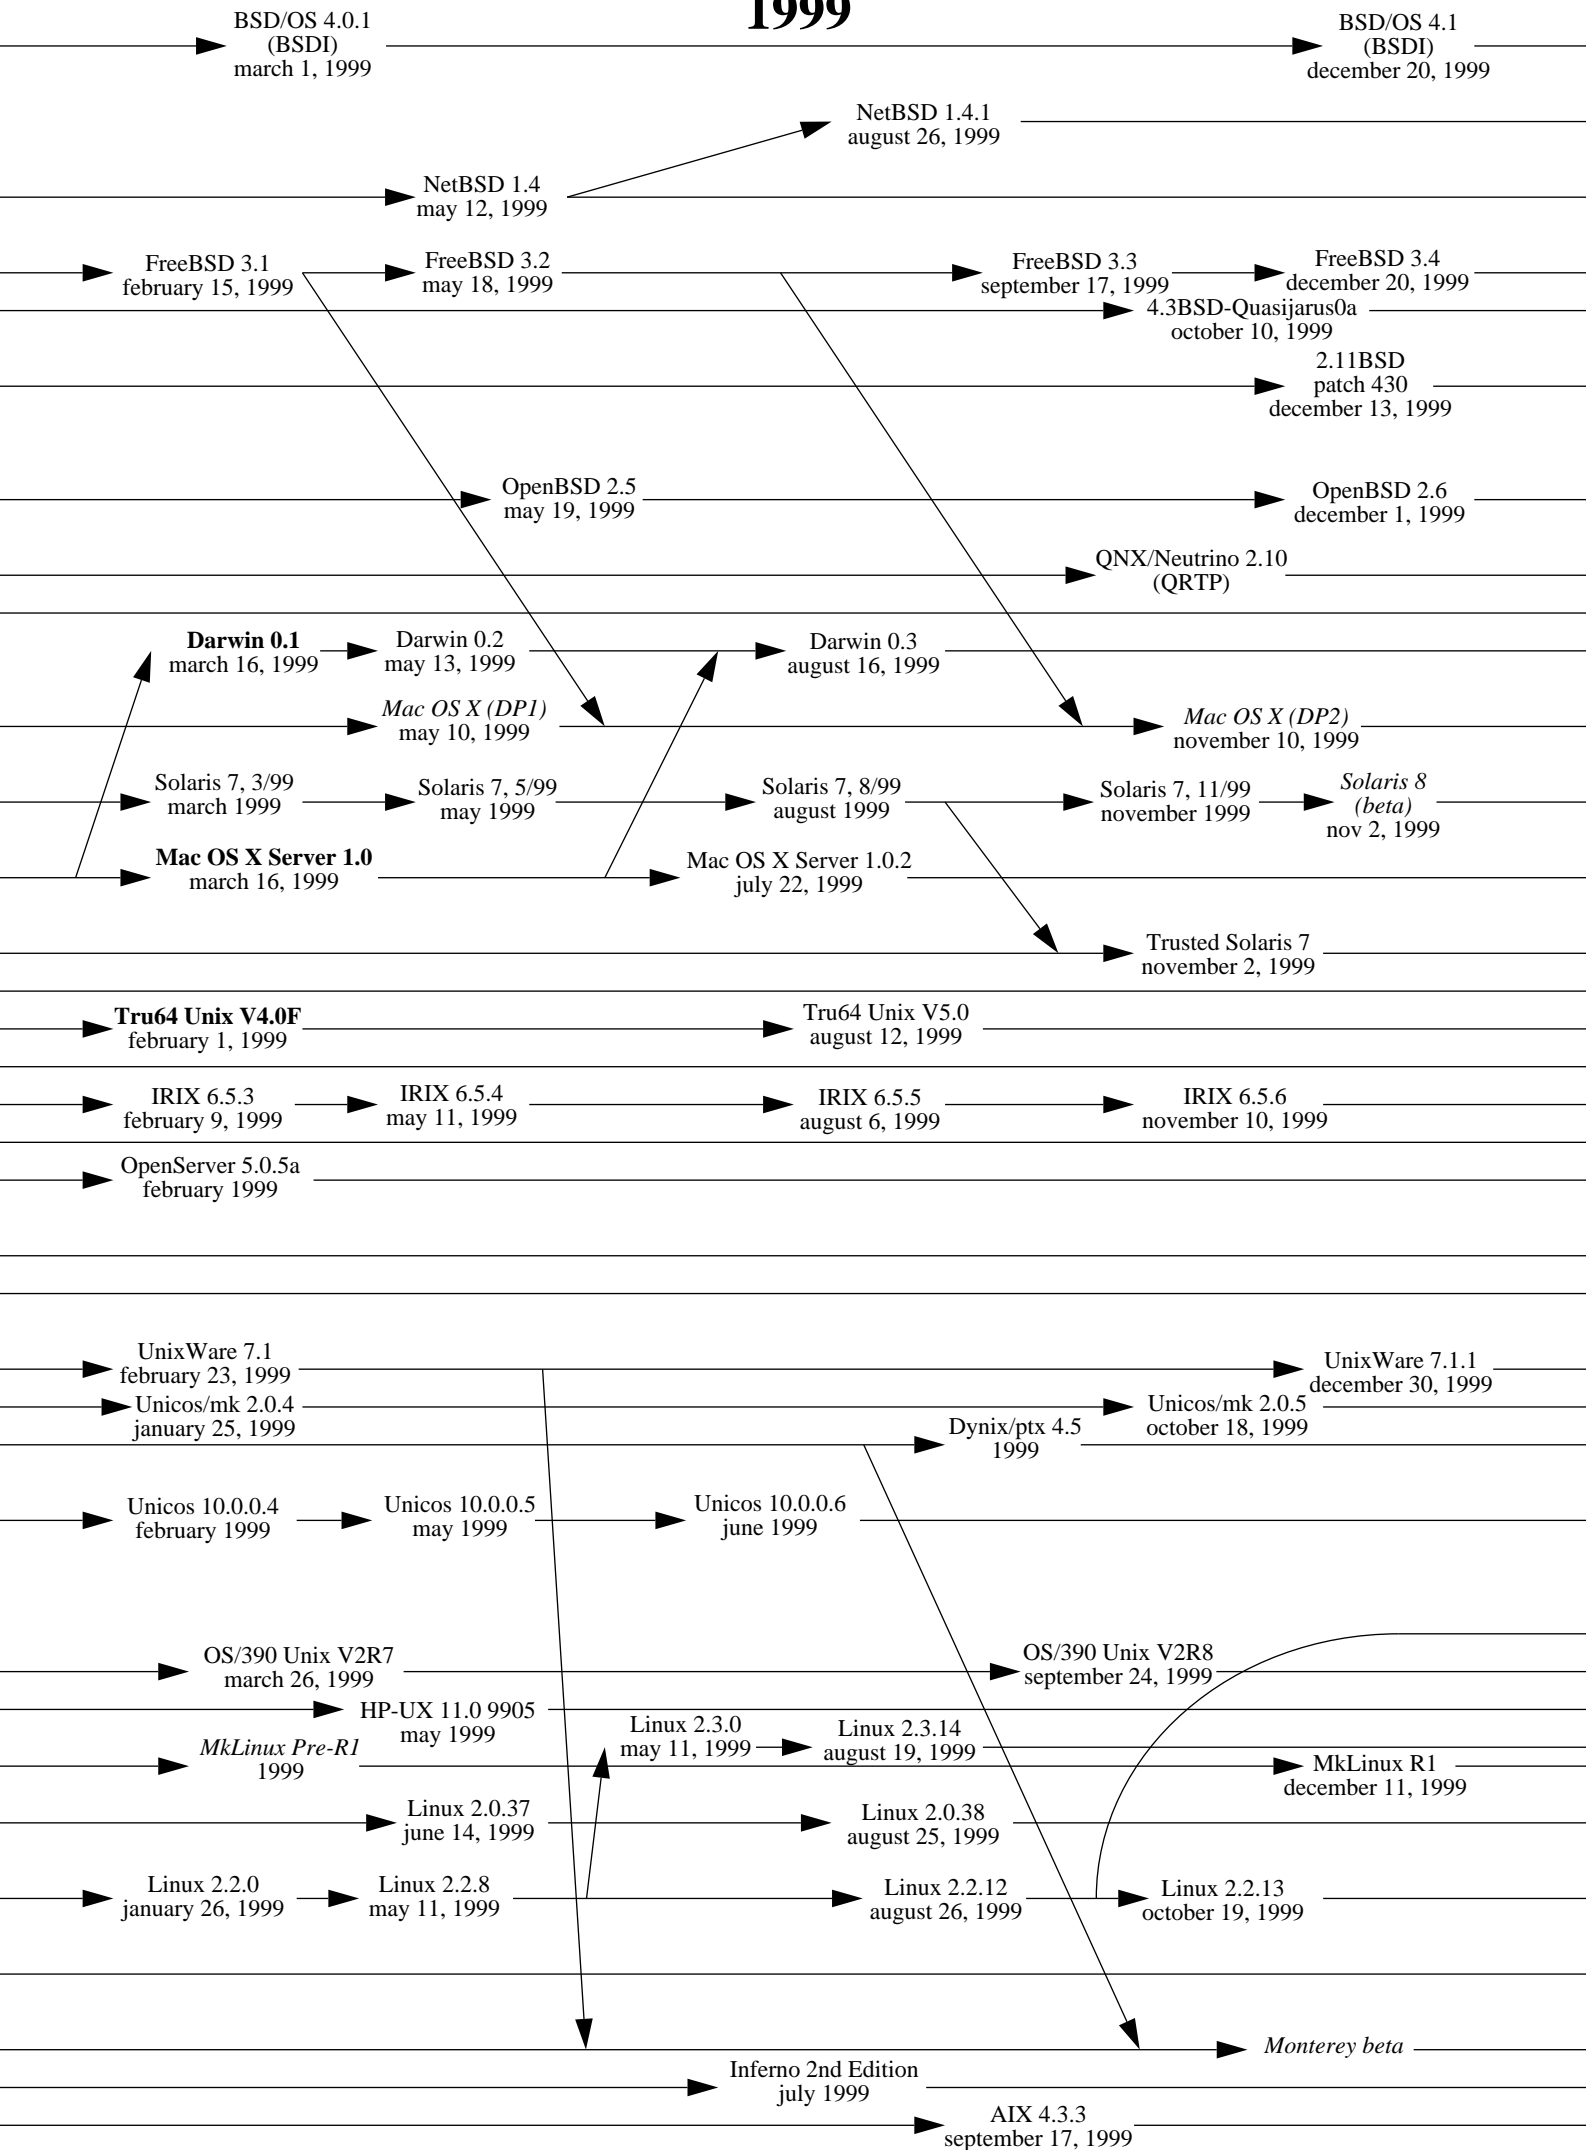 1999
BSD/OS 4.0.1
(BSDI)
march 1, 1999
BSD/OS 4.1
(BSDI)
december 20, 1999
NetBSD 1.4.1
august 26, 1999
NetBSD 1.4
may 12, 1999
FreeBSD 3.1
february 15, 1999
FreeBSD 3.2
may 18, 1999
FreeBSD 3.3
september 17, 1999
FreeBSD 3.4
december 20, 1999
4.3BSD-Quasijarus0a
october 10, 1999
2.11BSD
patch 430
december 13, 1999
OpenBSD 2.5
may 19, 1999
OpenBSD 2.6
december 1, 1999
QNX/Neutrino 2.10
(QRTP)
Darwin 0.1
march 16, 1999
Darwin 0.2
may 13, 1999
Darwin 0.3
august 16, 1999
Mac OS X (DP1)
may 10, 1999
Mac OS X (DP2)
november 10, 1999
Solaris 7, 3/99
march 1999
Solaris 7, 5/99
may 1999
Solaris 7, 8/99
august 1999
Solaris 7, 11/99
november 1999
Solaris 8
(beta)
nov 2, 1999
Mac OS X Server 1.0
march 16, 1999
Mac OS X Server 1.0.2
july 22, 1999
Trusted Solaris 7
november 2, 1999
Tru64 Unix V4.0F
february 1, 1999
Tru64 Unix V5.0
august 12, 1999
IRIX 6.5.3
february 9, 1999
IRIX 6.5.4
may 11, 1999
IRIX 6.5.5
august 6, 1999
IRIX 6.5.6
november 10, 1999
OpenServer 5.0.5a
february 1999
UnixWare 7.1
february 23, 1999
UnixWare 7.1.1
december 30, 1999
Unicos/mk 2.0.4
january 25, 1999
Unicos/mk 2.0.5
october 18, 1999
Dynix/ptx 4.5
1999
Unicos 10.0.0.4
february 1999
Unicos 10.0.0.5
may 1999
Unicos 10.0.0.6
june 1999
OS/390 Unix V2R7
march 26, 1999
OS/390 Unix V2R8
september 24, 1999
HP-UX 11.0 9905
may 1999
Linux 2.3.0
may 11, 1999
Linux 2.3.14
august 19, 1999
MkLinux Pre-R1
1999
MkLinux R1
december 11, 1999
Linux 2.0.37
june 14, 1999
Linux 2.0.38
august 25, 1999
Linux 2.2.0
january 26, 1999
Linux 2.2.8
may 11, 1999
Linux 2.2.12
august 26, 1999
Linux 2.2.13
october 19, 1999
Monterey beta
Inferno 2nd Edition
july 1999
AIX 4.3.3
september 17, 1999